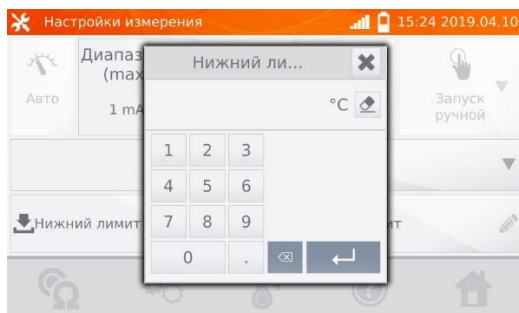 Настройки измерения 15:24 2019.04.10
Диапаз
(max
Нижний ли...
Авто
1 mA
Запуск
ручной
°C
1 2 3
4 5 6
7 8 9
0 .
Нижний лимит
ит